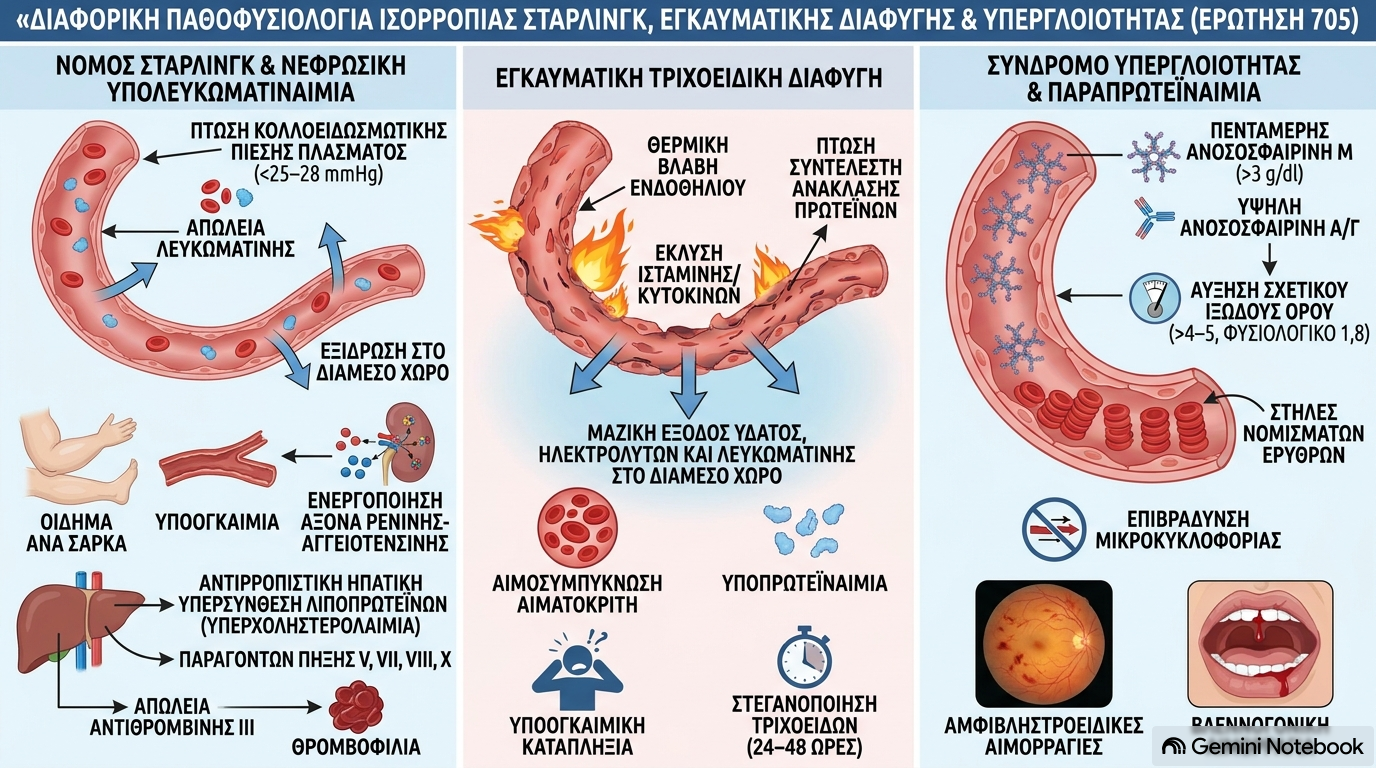 «ΔΙΑΦΟΡΙΚΗ ΠΑΘΟΦΥΣΙΟΛΟΓΙΑ ΙΣΟΡΡΟΠΙΑΣ ΣΤΑΡΛΙΝΓΚ, ΕΓΚΑΥΜΑΤΙΚΗΣ ΔΙΑΦΥΓΗΣ & ΥΠΕΡΓΛΟΙΟΤΗΤΑΣ (ΕΡΩΤΗΣΗ 705)
ΝΟΜΟΣ ΣΤΑΡΛΙΝΓΚ & ΝΕΦΡΩΣΙΚΗ
ΥΠΟΛΕΥΚΩΜΑΤΙΝΑΙΜΙΑ
ΠΤΩΣΗ ΚΟΛΛΟΕΙΔΩΣΜΩΤΙΚΗΣ
ΠΙΕΣΗΣ ΠΛΑΣΜΑΤΟΣ
(<25–28 mmHg)
ΑΠΩΛΕΙΑ
ΛΕΥΚΩΜΑΤΙΝΗΣ
ΕΞΙΔΡΩΣΗ ΣΤΟ
ΔΙΑΜΕΣΟ ΧΩΡΟ
ΟΙΔΗΜΑ
ΑΝΑ ΣΑΡΚΑ
ΥΠΟΟΓΚΑΙΜΙΑ
ΕΝΕΡΓΟΠΟΙΗΣΗ
ΑΞΟΝΑ ΡΕΝΙΝΗΣ-
ΑΓΓΕΙΟΤΕΝΣΙΝΗΣ
ΑΝΤΙΡΡΟΠΙΣΤΙΚΗ ΗΠΑΤΙΚΗ
ΥΠΕΡΣΥΝΘΕΣΗ ΛΙΠΟΠΡΩΤΕΪΝΩΝ
(ΥΠΕΡΧΟΛΗΣΤΕΡΟΛΑΙΜΙΑ)
ΠΑΡΑΓΟΝΤΩΝ ΠΗΞΗΣ V, VII, VIII, X
ΑΠΩΛΕΙΑ
ΑΝΤΙΘΡΟΜΒΙΝΗΣ III
ΘΡΟΜΒΟΦΙΛΙΑ
ΕΓΚΑΥΜΑΤΙΚΗ ΤΡΙΧΟΕΙΔΙΚΗ ΔΙΑΦΥΓΗ
ΘΕΡΜΙΚΗ
ΒΛΑΒΗ
ΕΝΔΟΘΗΛΙΟΥ
ΠΤΩΣΗ
ΣΥΝΤΕΛΕΣΤΗ
ΑΝΑΚΛΑΣΗΣ
ΠΡΩΤΕΪΝΩΝ
ΕΚΛΥΣΗ
ΙΣΤΑΜΙΝΗΣ/
ΚΥΤΟΚΙΝΩΝ
ΜΑΖΙΚΗ ΕΞΟΔΟΣ ΥΔΑΤΟΣ,
ΗΛΕΚΤΡΟΛΥΤΩΝ ΚΑΙ ΛΕΥΚΩΜΑΤΙΝΗΣ
ΣΤΟ ΔΙΑΜΕΣΟ ΧΩΡΟ
ΑΙΜΟΣΥΜΠΥΚΝΩΣΗ
ΑΙΜΑΤΟΚΡΙΤΗ
ΥΠΟΠΡΩΤΕΪΝΑΙΜΙΑ
ΥΠΟΟΓΚΑΙΜΙΚΗ
ΚΑΤΑΠΛΗΞΙΑ
ΣΤΕΓΑΝΟΠΟΙΗΣΗ
ΤΡΙΧΟΕΙΔΩΝ
(24–48 ΩΡΕΣ)
ΣΥΝΔΡΟΜΟ ΥΠΕΡΓΛΟΙΟΤΗΤΑΣ
& ΠΑΡΑΠΡΩΤΕΪΝΑΙΜΙΑ
ΠΕΝΤΑΜΕΡΗΣ
ΑΝΟΣΟΣΦΑΙΡΙΝΗ Μ
(>3 g/dl)
ΥΨΗΛΗ
ΑΝΟΣΟΣΦΑΙΡΙΝΗ Α/Γ
ΑΥΞΗΣΗ ΣΧΕΤΙΚΟΥ
ΙΞΩΔΟΥΣ ΟΡΟΥ
(>4–5, ΦΥΣΙΟΛΟΓΙΚΟ 1,8)
ΣΤΗΛΕΣ
ΝΟΜΙΣΜΑΤΩΝ
ΕΡΥΘΡΩΝ
ΕΠΙΒΡΑΔΥΝΣΗ
ΜΙΚΡΟΚΥΚΛΟΦΟΡΙΑΣ
ΑΜΦΙΒΛΗΣΤΡΟΕΙΔΙΚΕΣ
ΑΙΜΟΡΡΑΓΙΕΣ
Gemini Notebook